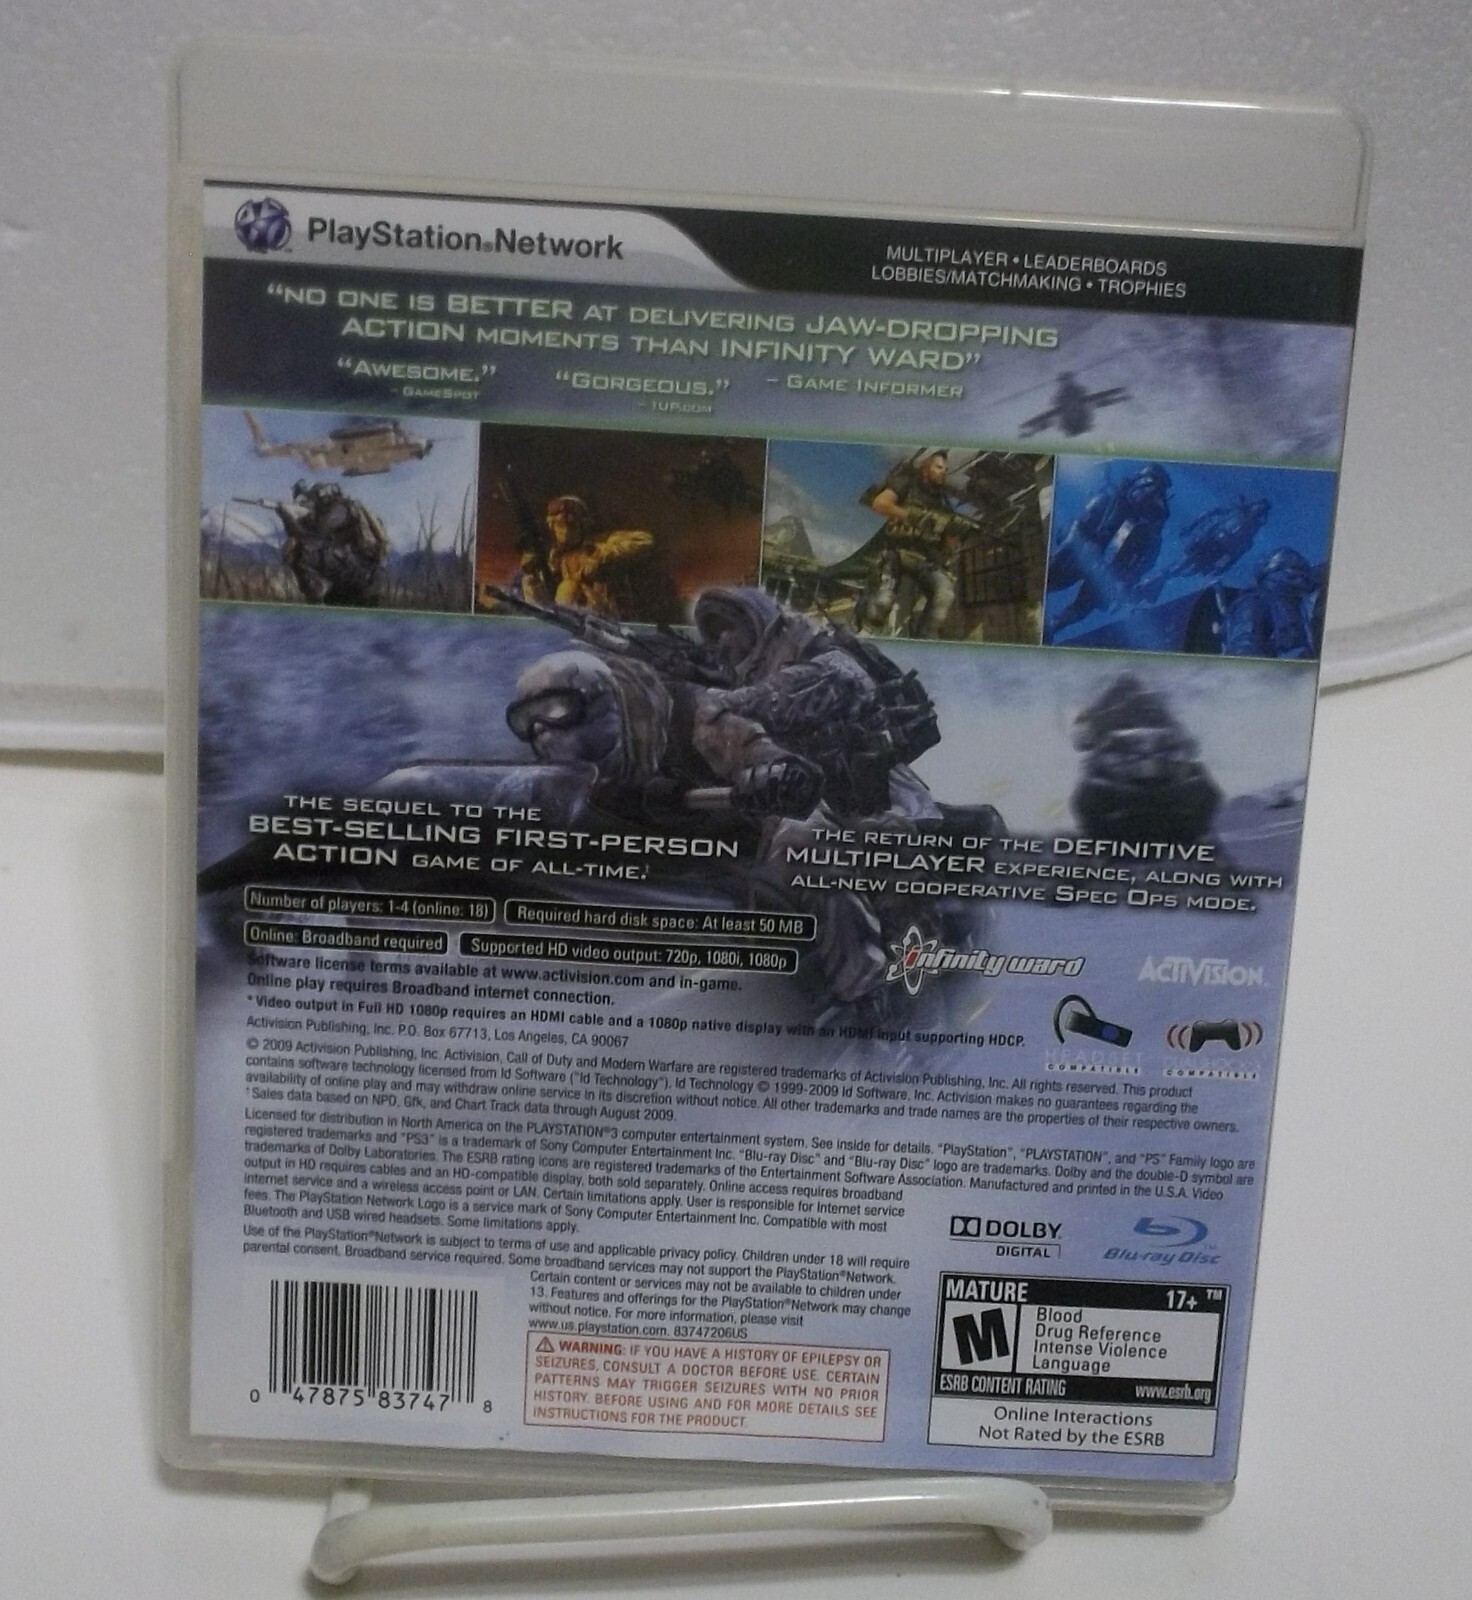 PlayStation®Network
MULTIPLAYER • LEADERBOARDS
LOBBIES/MATCHMAKING • TROPHIES
“NO ONE IS BETTER AT DELIVERING JAW-DROPPING
ACTION MOMENTS THAN INFINITY WARD”
– GAME INFORMER
“AWESOME.”
– GAMESPOT
“GORGEOUS.”
– 1UP.COM
THE SEQUEL TO THE
BEST-SELLING FIRST-PERSON
ACTION GAME OF ALL-TIME.†
THE RETURN OF THE DEFINITIVE
MULTIPLAYER EXPERIENCE, ALONG WITH
ALL-NEW COOPERATIVE SPEC OPS MODE.
Number of players: 1-4 (online: 18)
Required hard disk space: At least 50 MB
Online: Broadband required
Supported HD video output: 720p, 1080i, 1080p
infinity ward
ACTIVISION
Software license terms available at www.activision.com and in-game.
Online play requires Broadband internet connection.
* Video output in Full HD 1080p requires an HDMI cable and a 1080p native display with an HDMI input supporting HDCP.
Activision Publishing, Inc. P.O. Box 67713, Los Angeles, CA 90067
HEADSET
COMPATIBLE
COMPATIBLE
© 2009 Activision Publishing, Inc. Activision, Call of Duty and Modern Warfare are registered trademarks of Activision Publishing, Inc. All rights reserved. This product
contains software technology licensed from Id Software ("Id Technology"). Id Technology © 1999-2009 Id Software, Inc. Activision makes no guarantees regarding the
availability of online play and may withdraw online service in its discretion without notice. All other trademarks and trade names are the properties of their respective owners.
†Sales data based on NPD, Gfk, and Chart Track data through August 2009.
Licensed for distribution in North America on the PLAYSTATION®3 computer entertainment system. See inside for details. "PlayStation", "PLAYSTATION", and "PS" Family logo are
registered trademarks and "PS3" is a trademark of Sony Computer Entertainment Inc. "Blu-ray Disc" and "Blu-ray Disc" logo are trademarks. Dolby and the double-D symbol are
trademarks of Dolby Laboratories. The ESRB rating icons are registered trademarks of the Entertainment Software Association. Manufactured and printed in the U.S.A. Video
output in HD requires cables and an HD-compatible display, both sold separately. Online access requires broadband
internet service and a wireless access point or LAN. Certain limitations apply. User is responsible for Internet service
fees. The PlayStation Network Logo is a service mark of Sony Computer Entertainment Inc. Compatible with most
Bluetooth and USB wired headsets. Some limitations apply.
Use of the PlayStation®Network is subject to terms of use and applicable privacy policy. Children under 18 will require
parental consent. Broadband service required. Some broadband services may not support the PlayStation®Network.
Certain content or services may not be available to children under
13. Features and offerings for the PlayStation®Network may change
without notice. For more information, please visit
www.us.playstation.com. 83747206US
DOLBY
DIGITAL
Blu-ray Disc
WARNING: IF YOU HAVE A HISTORY OF EPILEPSY OR
SEIZURES, CONSULT A DOCTOR BEFORE USE. CERTAIN
PATTERNS MAY TRIGGER SEIZURES WITH NO PRIOR
HISTORY. BEFORE USING AND FOR MORE DETAILS SEE
INSTRUCTIONS FOR THE PRODUCT.
0 47875 83747 8
MATURE 17+ ™
M
Blood
Drug Reference
Intense Violence
Language
ESRB CONTENT RATING www.esrb.org
Online Interactions
Not Rated by the ESRB